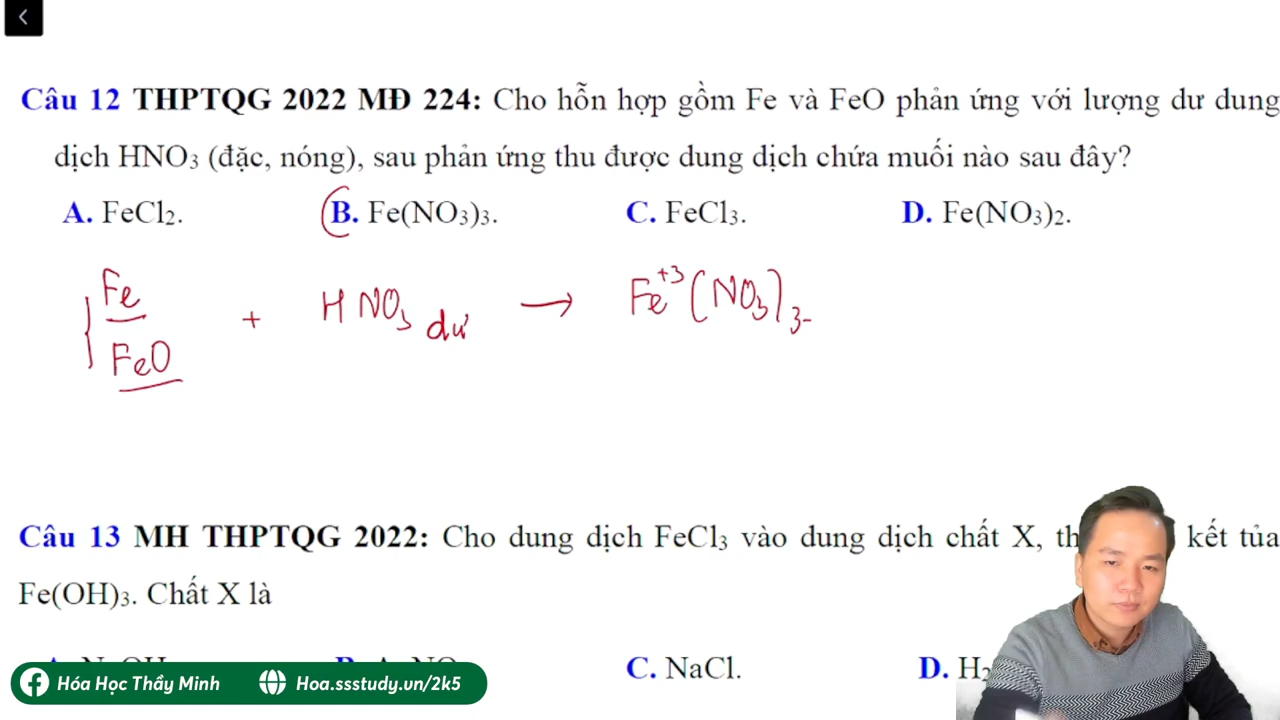 Câu 12 THPTQG 2022 MĐ 224: Cho hỗn hợp gồm Fe và FeO phản ứng với lượng dư dung
dịch HNO₃ (đặc, nóng), sau phản ứng thu được dung dịch chứa muối nào sau đây?
A. FeCl₂. B. Fe(NO₃)₃. C. FeCl₃. D. Fe(NO₃)₂.
Fe
FeO
+ HNO₃ dư → Fe⁺³(NO₃)₃
Câu 13 MH THPTQG 2022: Cho dung dịch FeCl₃ vào dung dịch chất X, kết tủa
Fe(OH)₃. Chất X là
C. NaCl. D.
Hóa Học Thầy Minh Hoa.ssstudy.vn/2k5